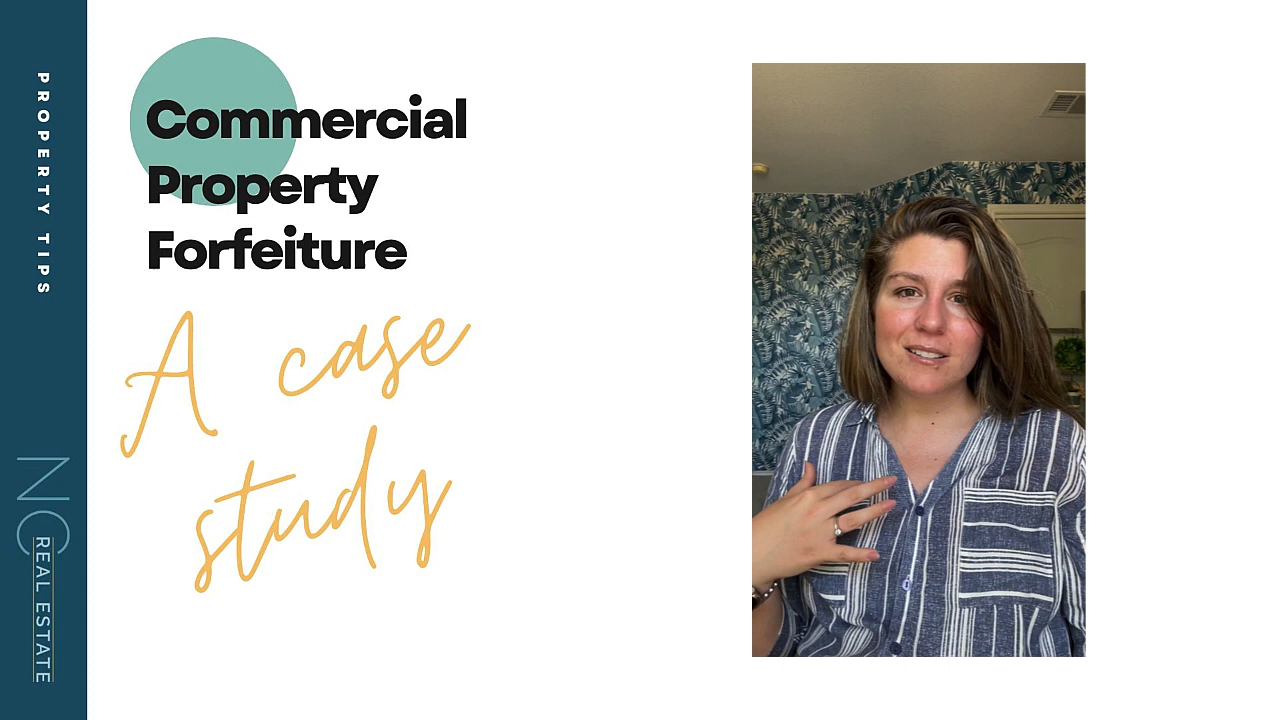 PROPERTY TIPS
NC
REAL ESTATE
Commercial
Property
Forfeiture
A case
study